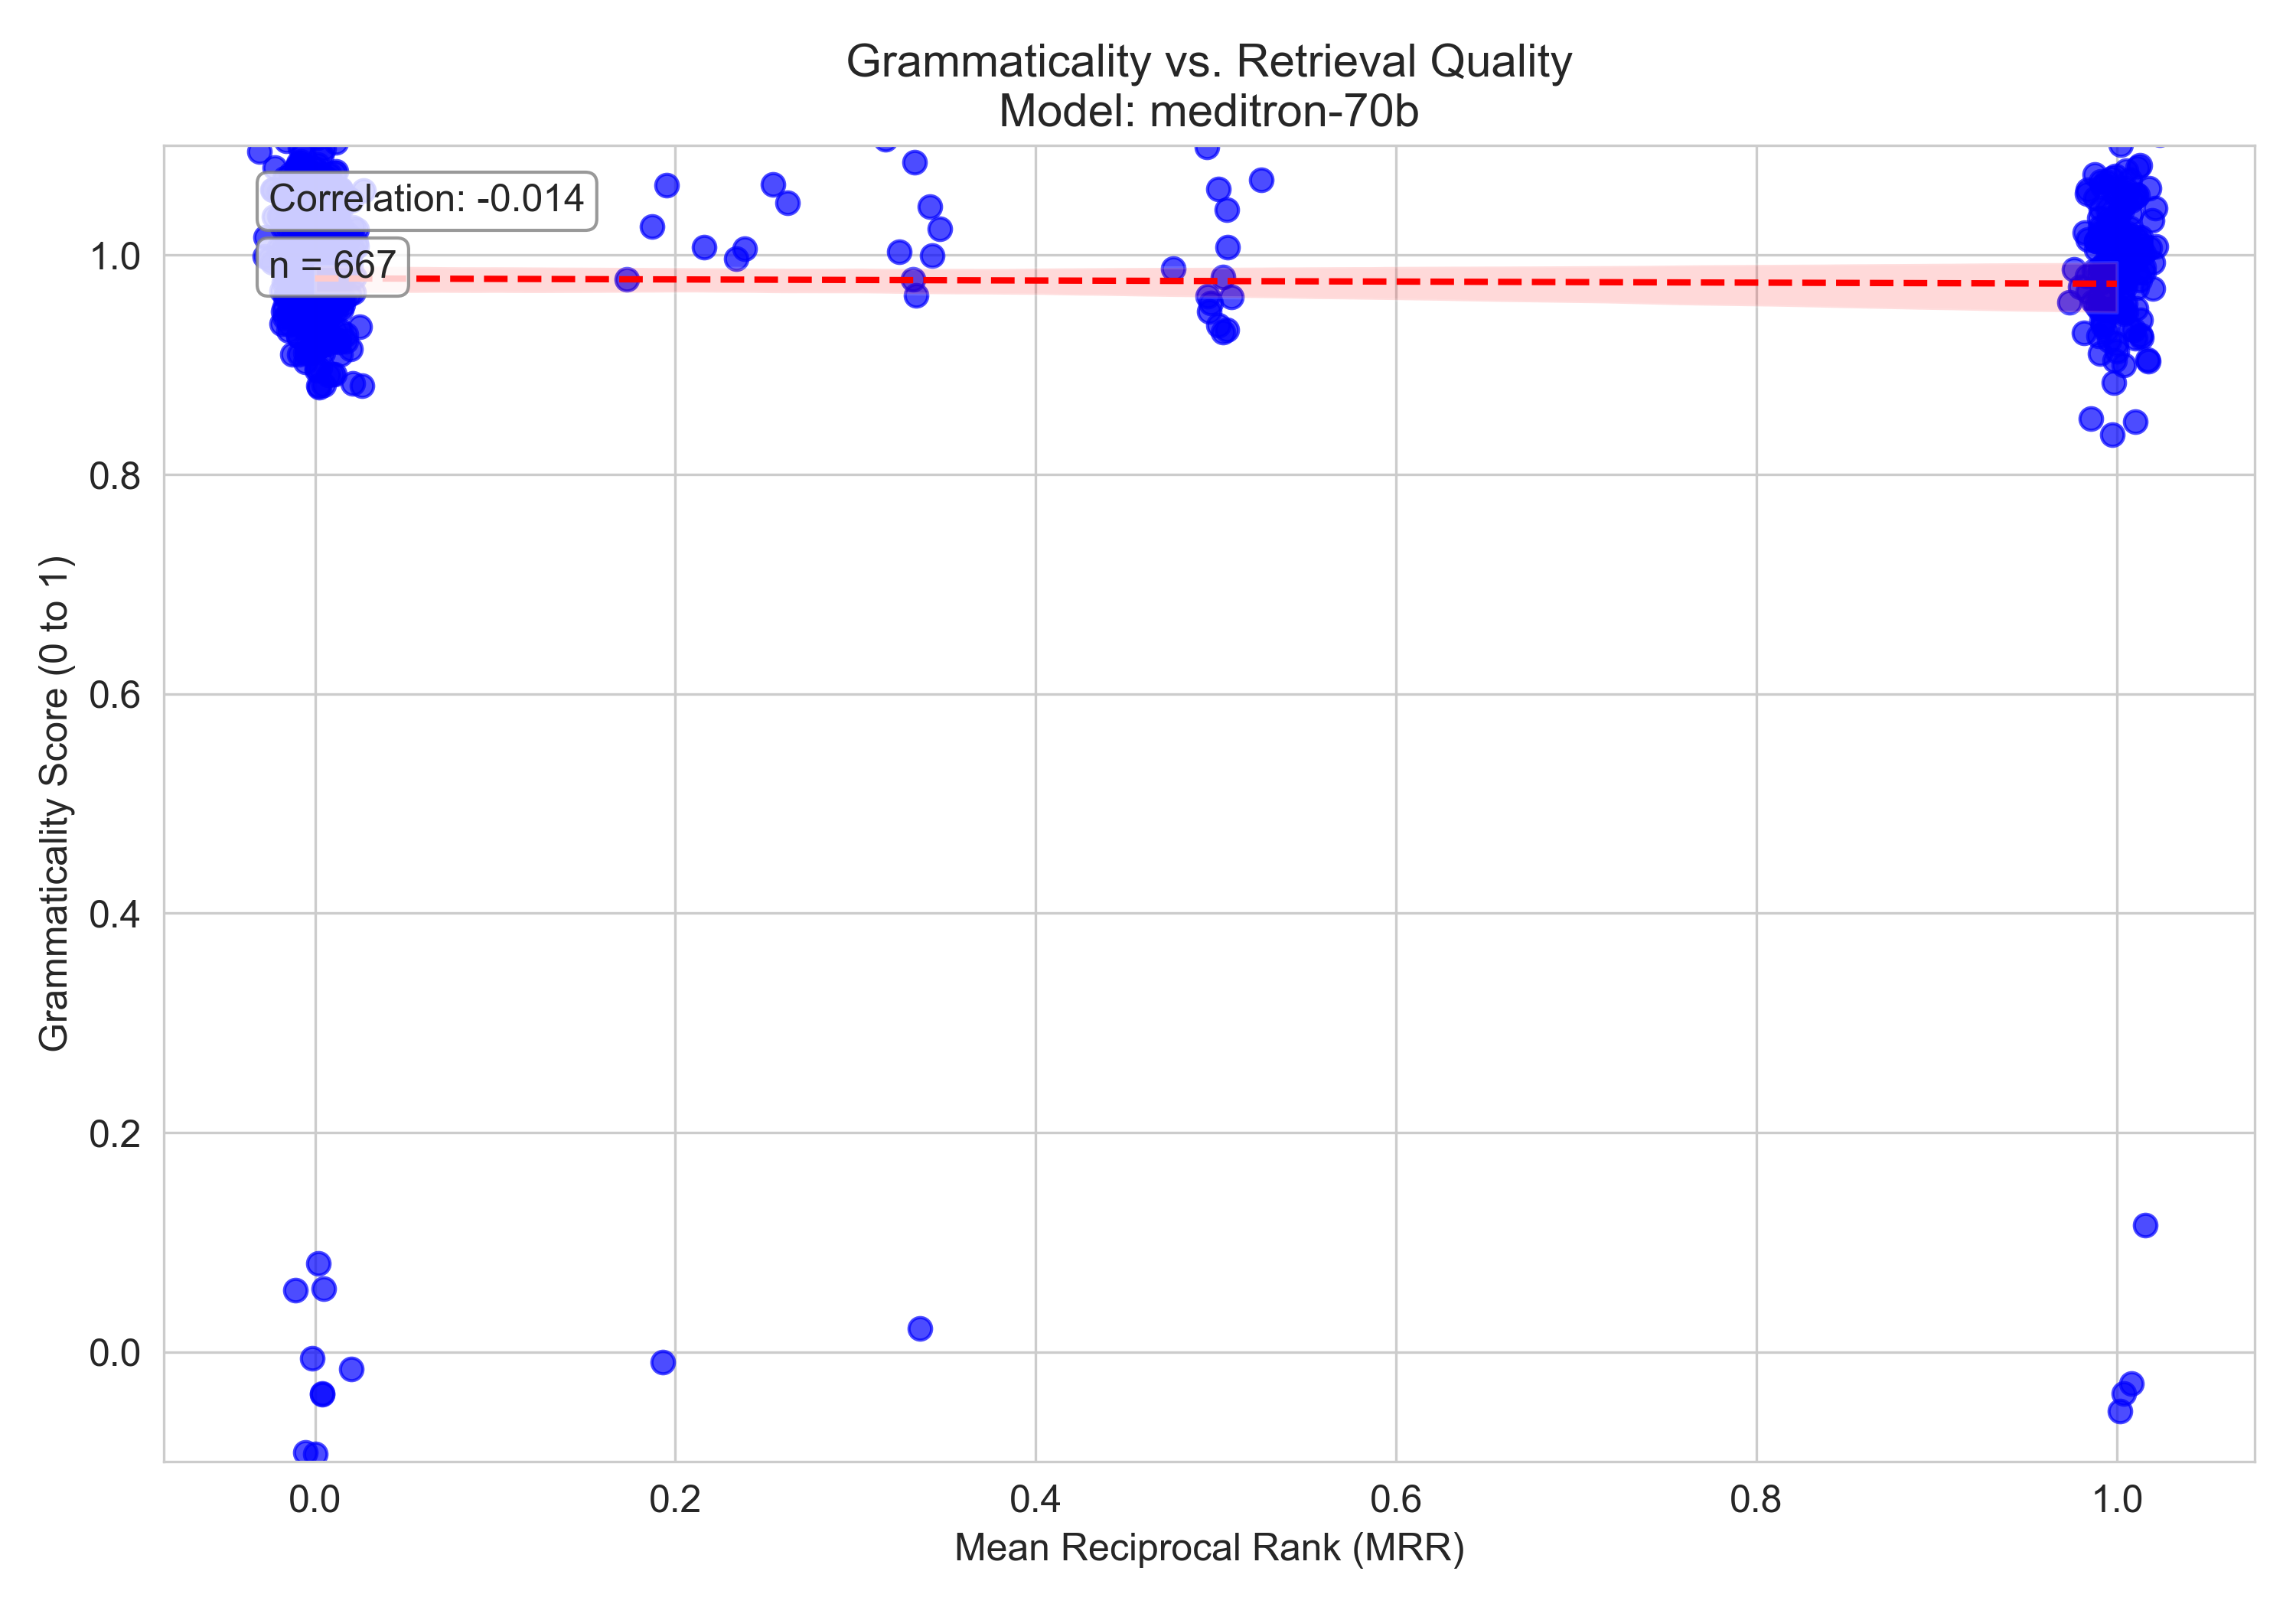 Grammaticality vs. Retrieval Quality
Model: meditron-70b
Correlation: -0.014
n = 667
Grammaticality Score (0 to 1)
1.0
0.8
0.6
0.4
0.2
0.0
0.0 0.2 0.4 0.6 0.8 1.0
Mean Reciprocal Rank (MRR)